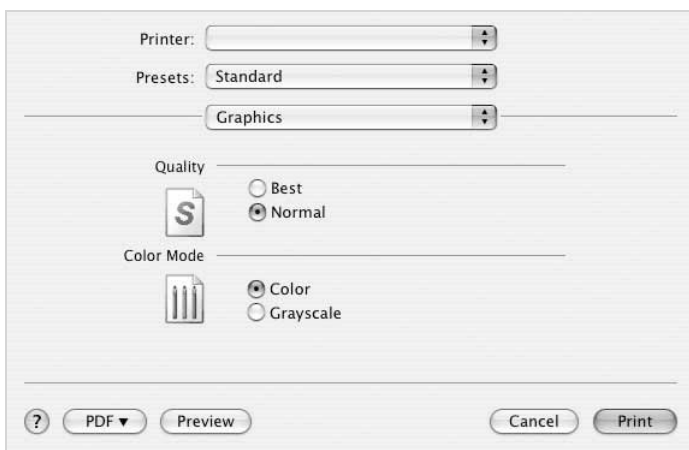 Printer:
Presets: Standard
Graphics
Quality
S
Best
Normal
Color Mode
Color
Grayscale
? PDF▼ Preview Cancel Print